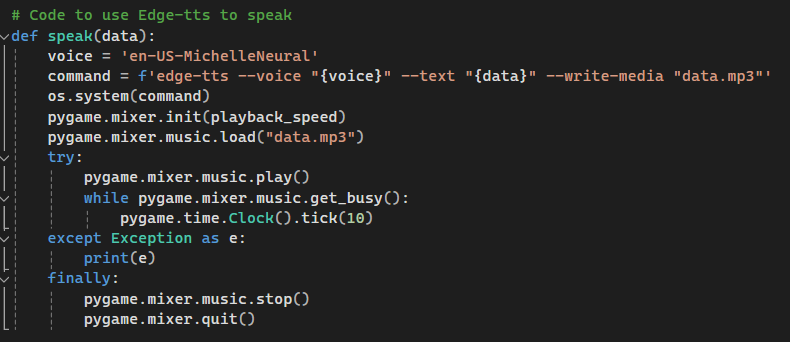 # Code to use Edge-tts to speak
def speak(data):
    voice = 'en-US-MichelleNeural'
    command = f'edge-tts --voice "{voice}" --text "{data}" --write-media "data.mp3"'
    os.system(command)
    pygame.mixer.init(playback_speed)
    pygame.mixer.music.load("data.mp3")
    try:
        pygame.mixer.music.play()
        while pygame.mixer.music.get_busy():
            pygame.time.Clock().tick(10)
    except Exception as e:
        print(e)
    finally:
        pygame.mixer.music.stop()
        pygame.mixer.quit()